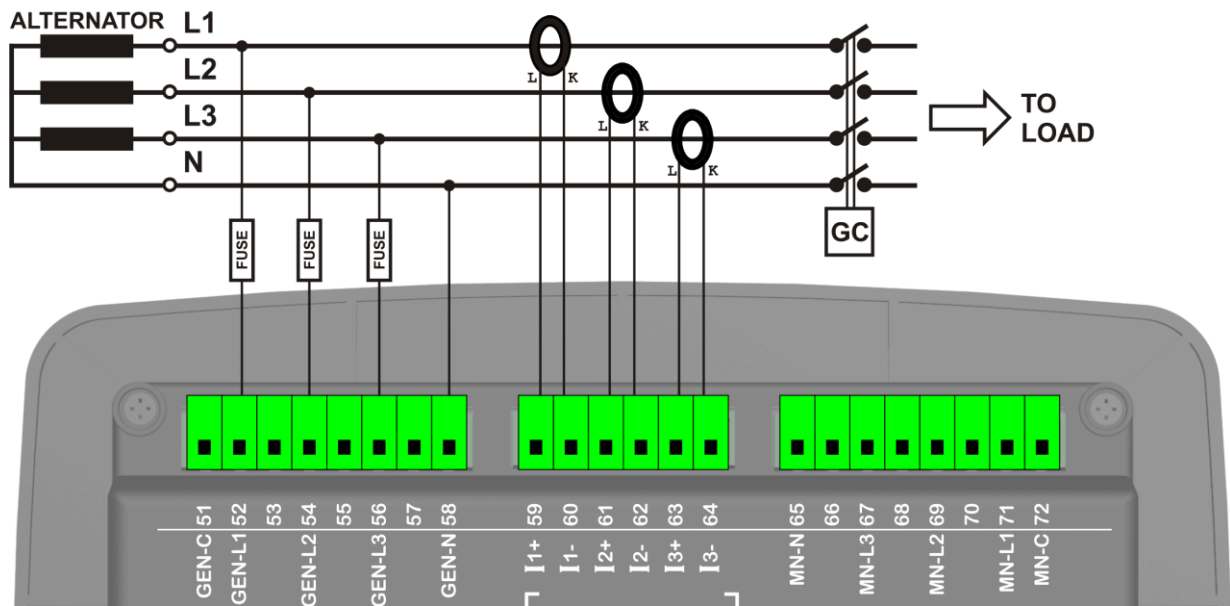 ALTERNATOR
L1
L2
L3
N
L K
L K
L K
TO
LOAD
GC
FUSE
FUSE
FUSE
GEN-C 51
GEN-L1 52
53
GEN-L2 54
55
GEN-L3 56
57
GEN-N 58
I1+ 59
I1- 60
I2+ 61
I2- 62
I3+ 63
I3- 64
MN-N 65
66
MN-L3 67
68
MN-L2 69
70
MN-L1 71
MN-C 72